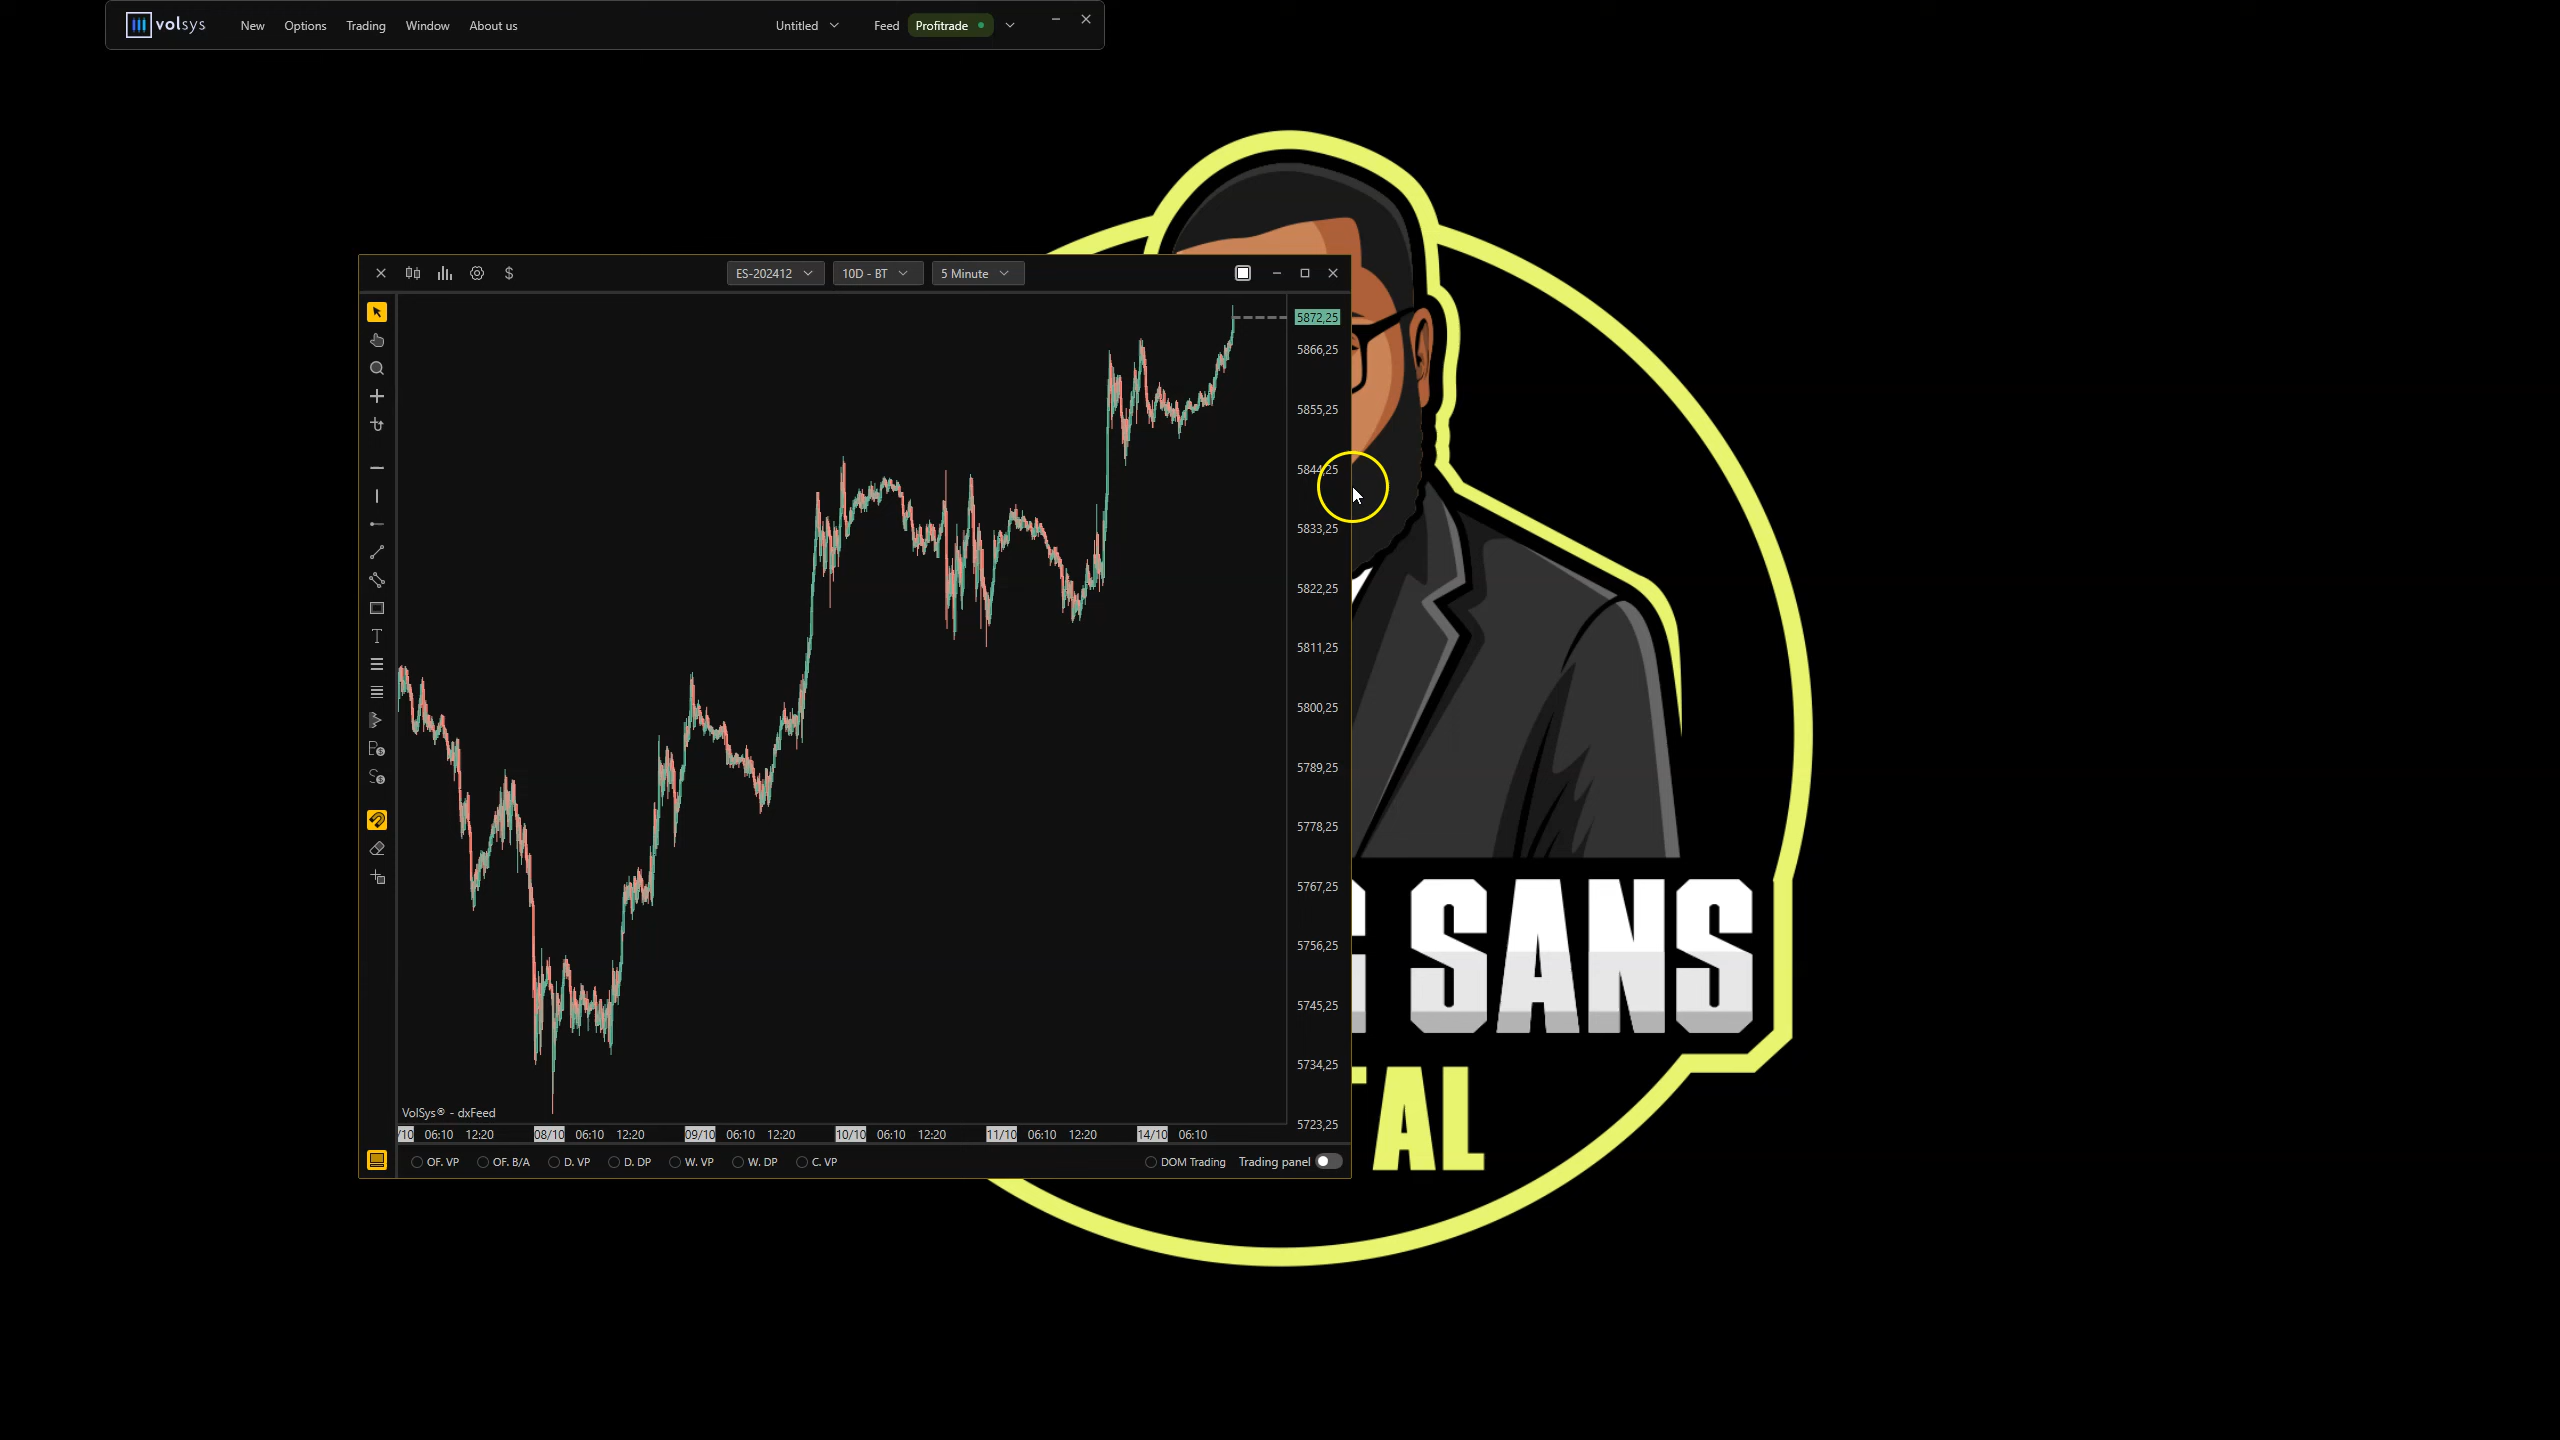 volsys New Options Trading Window About us Untitled Feed Profitrade
$ ES-202412 10D - BT 5 Minute
5872,25
5866,25
5855,25
5844,25
5833,25
5822,25
5811,25
5800,25
5789,25
5778,25
5767,25
5756,25
5745,25
5734,25
5723,25
T
SANS
TAL
VolSys® - dxFeed
/10 06:10 12:20 08/10 06:10 12:20 09/10 06:10 12:20 10/10 06:10 12:20 11/10 06:10 12:20 14/10 06:10
OF. VP OF. B/A D. VP D. DP W. VP W. DP C. VP DOM Trading Trading panel